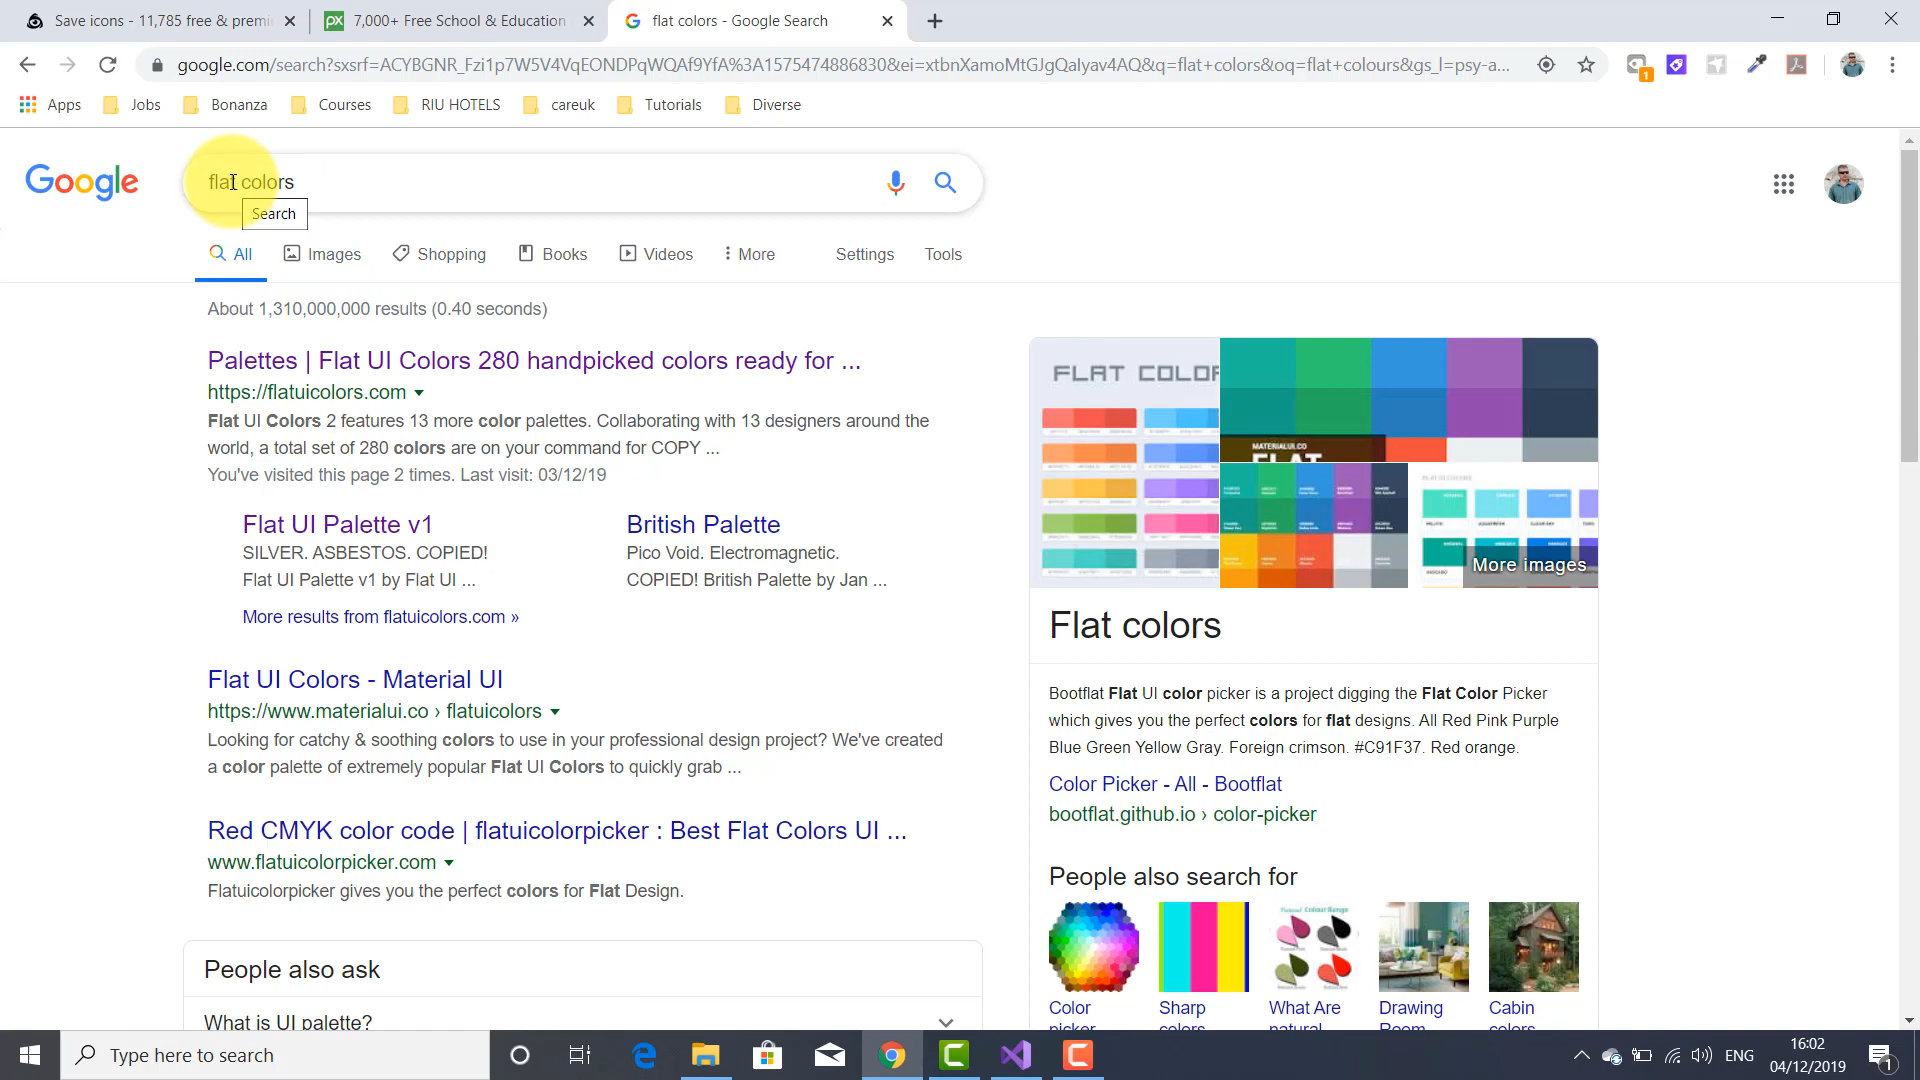 Save icons - 11,785 free & premi
px
7,000+ Free School & Education
flat colors - Google Search
google.com/search?sxsrf=ACYBGNR_Fzi1p7W5V4VqEONDPqWQAf9YfA%3A1575474886830&ei=xtbnXamoMtGJgQaIyav4AQ&q=flat+colors&oq=flat+colours&gs_l=psy-a...
1
Apps
Jobs
Bonanza
Courses
RIU HOTELS
careuk
Tutorials
Diverse
Google
flat colors
Search
All
Images
Shopping
Books
Videos
More
Settings
Tools
About 1,310,000,000 results (0.40 seconds)
Palettes | Flat UI Colors 280 handpicked colors ready for ...
https://flatuicolors.com
Flat UI Colors 2 features 13 more color palettes. Collaborating with 13 designers around the
world, a total set of 280 colors are on your command for COPY ...
You've visited this page 2 times. Last visit: 03/12/19
Flat UI Palette v1
SILVER. ASBESTOS. COPIED!
Flat UI Palette v1 by Flat UI ...
British Palette
Pico Void. Electromagnetic.
COPIED! British Palette by Jan ...
More results from flatuicolors.com »
Flat UI Colors - Material UI
https://www.materialui.co › flatuicolors
Looking for catchy & soothing colors to use in your professional design project? We've created
a color palette of extremely popular Flat UI Colors to quickly grab ...
Red CMYK color code | flatuicolorpicker : Best Flat Colors UI ...
www.flatuicolorpicker.com
Flatuicolorpicker gives you the perfect colors for Flat Design.
People also ask
What is UI palette?
FLAT COLOR
MATERIALUI.CO
FLAT
FLAT UI COLORS
More images
Flat colors
Bootflat Flat UI color picker is a project digging the Flat Color Picker
which gives you the perfect colors for flat designs. All Red Pink Purple
Blue Green Yellow Gray. Foreign crimson. #C91F37. Red orange.
Color Picker - All - Bootflat
bootflat.github.io › color-picker
People also search for
Color
picker
Sharp
colors
What Are
natural
Drawing
Room
Cabin
colors
Type here to search
ENG
16:02
04/12/2019
1